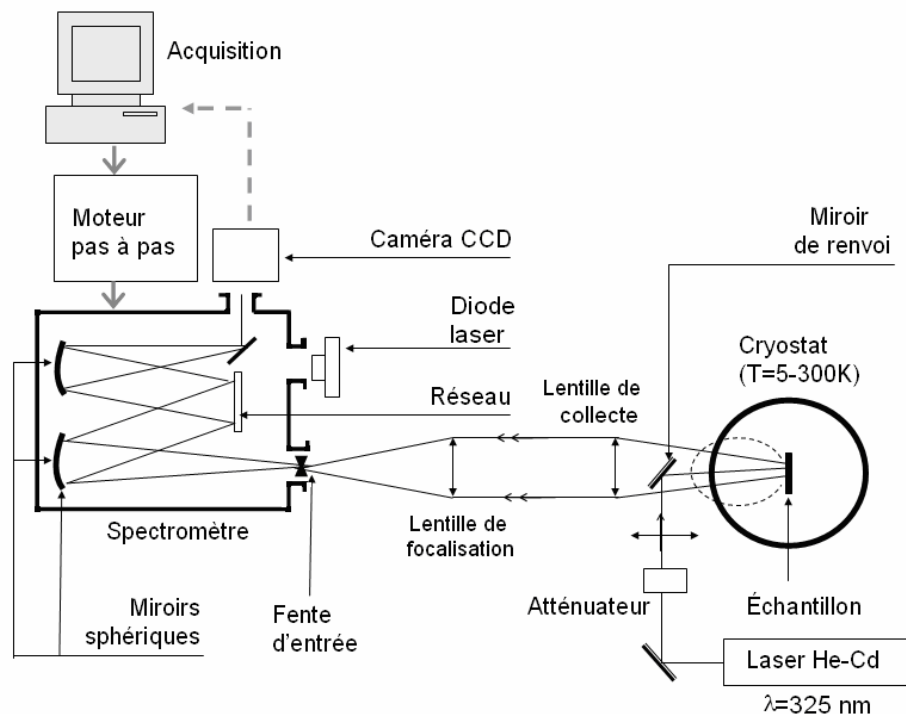 Acquisition
Moteur
pas à pas
Caméra CCD
Miroir
de renvoi
Diode
laser
Cryostat
(T=5-300K)
Réseau
Lentille de
collecte
Spectromètre
Lentille de
focalisation
Miroirs
sphériques
Fente
d'entrée
Atténuateur
Échantillon
Laser He-Cd
λ=325 nm